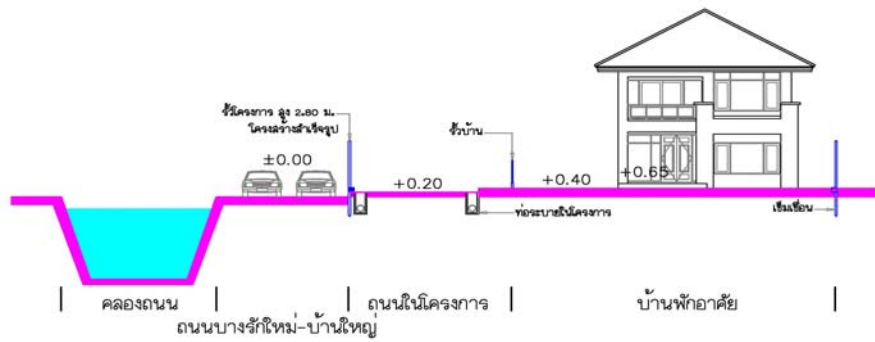 รั้วโครงการ สูง 2.80 ม.
โครงสร้างสำเร็จรูป
รั้วบ้าน
±0.00
+0.20
+0.40
+0.65
ท่อระบายในโครงการ
เข็มเขื่อน
คลองถนน
ถนนในโครงการ
บ้านพักอาศัย
ถนนบางรักใหม่-บ้านใหญ่